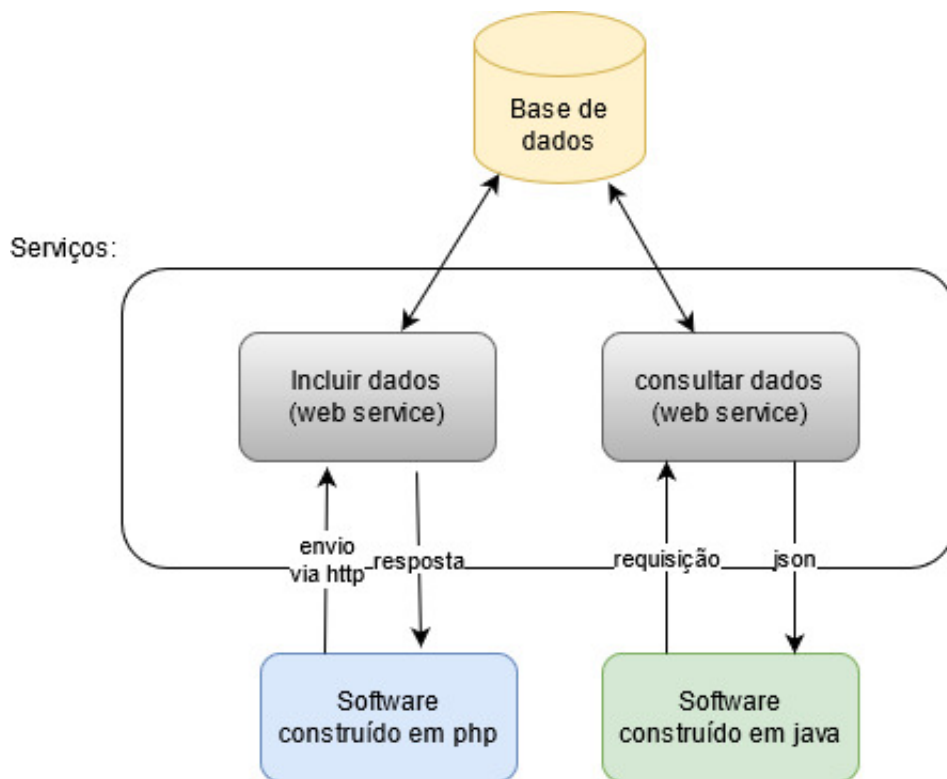 Base de
dados
Serviços:
Incluir dados
(web service)
consultar dados
(web service)
envio
via http
resposta
requisição
json
Software
construído em php
Software
construído em java